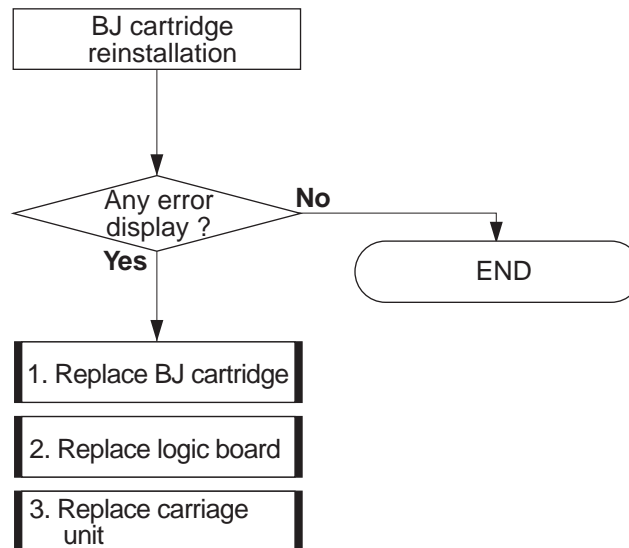 BJ cartridge
reinstallation
Any error
display ?
No
Yes
END
1. Replace BJ cartridge
2. Replace logic board
3. Replace carriage
unit